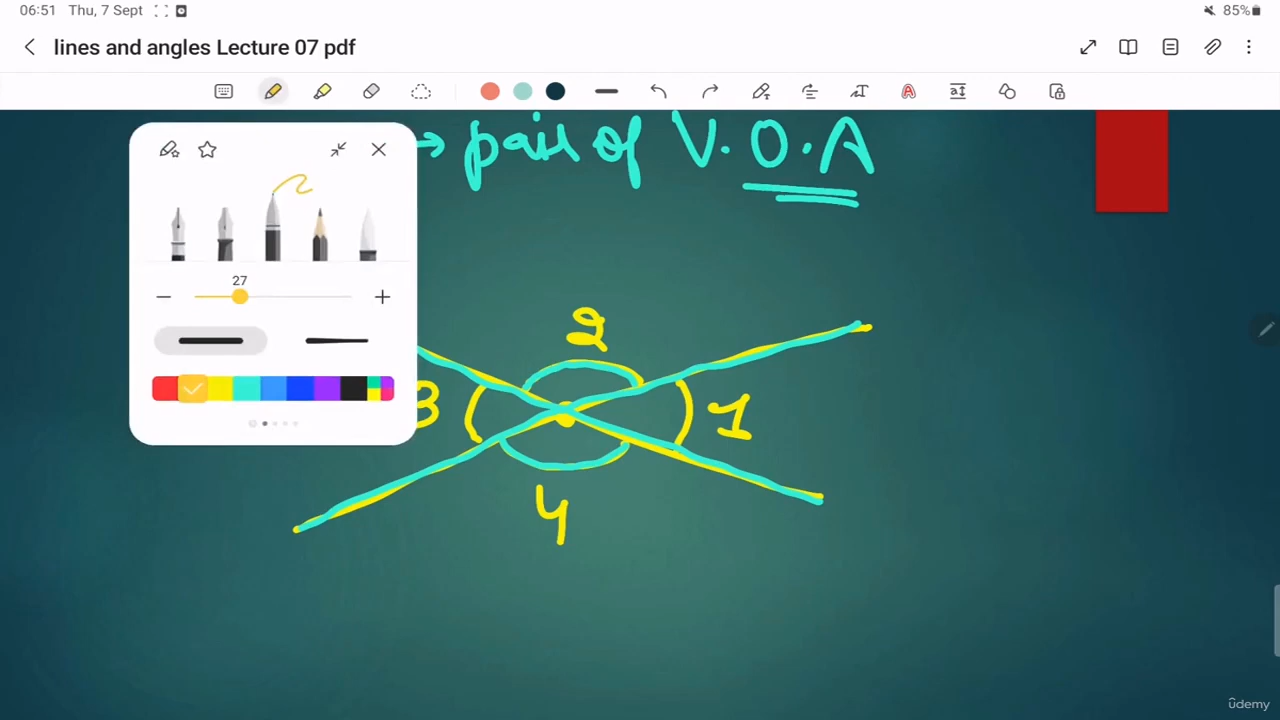 06:51 Thu, 7 Sept 85%
lines and angles Lecture 07 pdf
→ pair of V.O.A
27
2
3
1
4
ûdemy